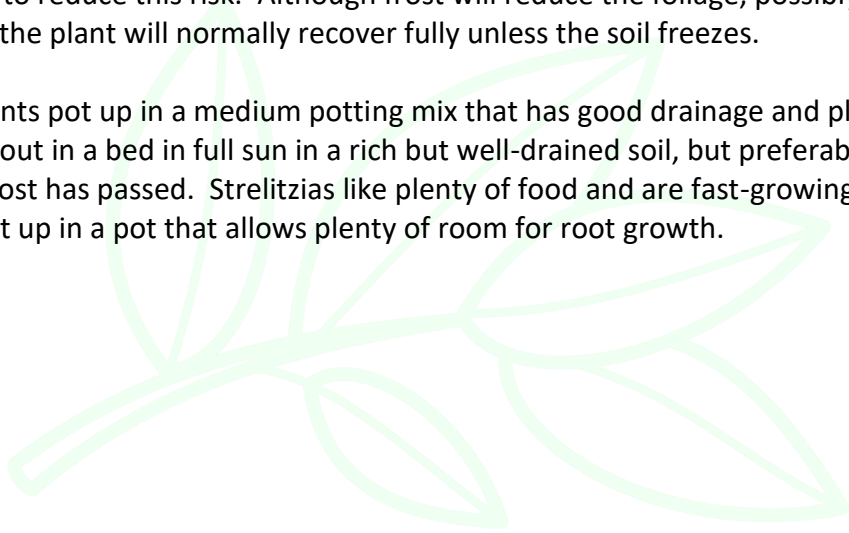 to reduce this risk. Although frost will reduce the foliage, possibly
the plant will normally recover fully unless the soil freezes.
nts pot up in a medium potting mix that has good drainage and pl
out in a bed in full sun in a rich but well-drained soil, but preferab
ost has passed. Strelitzias like plenty of food and are fast-growing
t up in a pot that allows plenty of room for root growth.